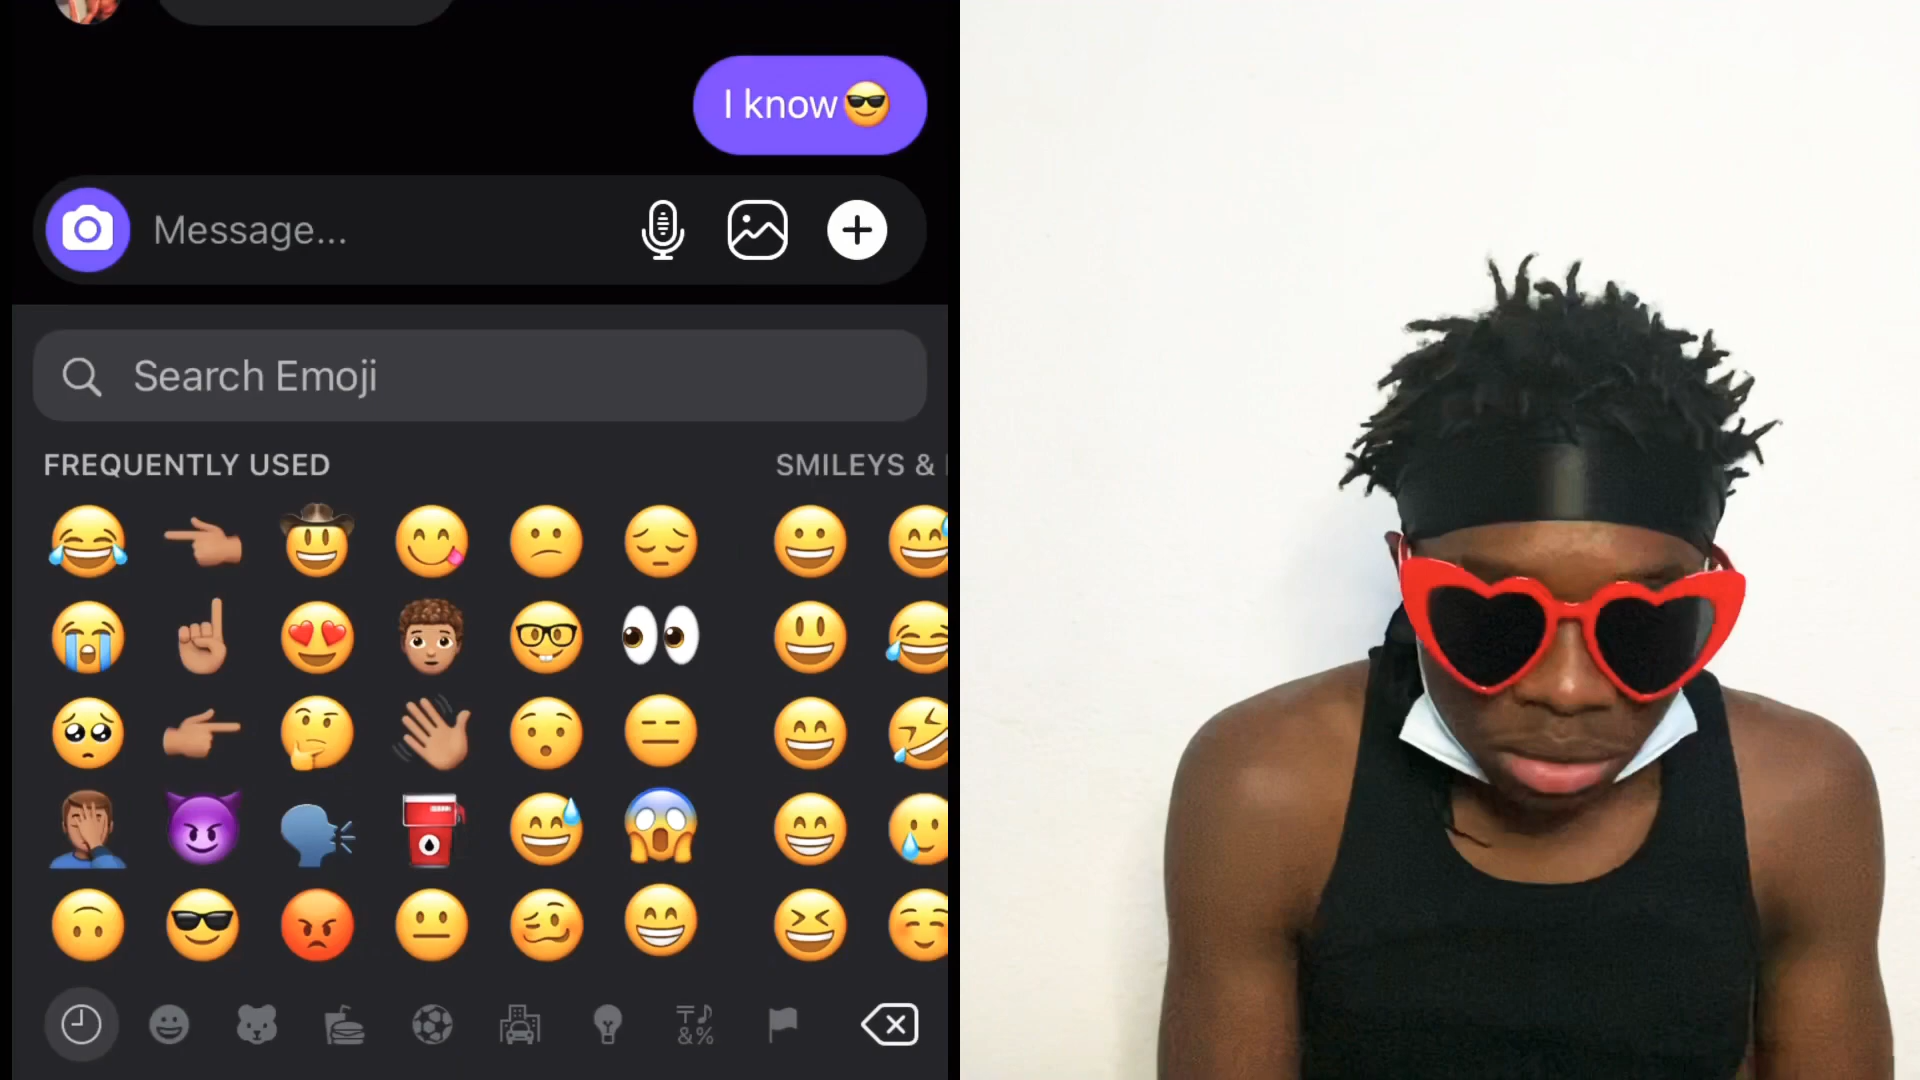 I know😎
Message...
Search Emoji
FREQUENTLY USED
SMILEYS &